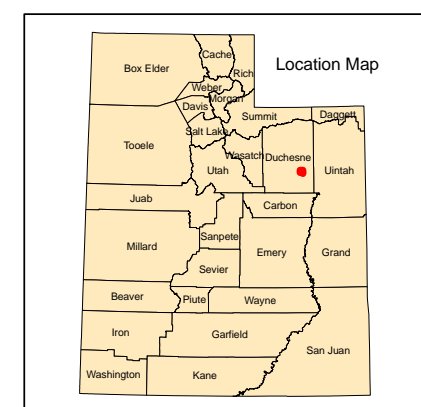 Location Map
Cache
Box Elder
Rich
Weber
Morgan
Davis
Summit
Daggett
Salt Lake
Tooele
Wasatch
Duchesne
Utah
Uintah
Juab
Carbon
Millard
Sanpete
Emery
Grand
Sevier
Beaver
Piute
Wayne
Iron
Garfield
San Juan
Washington
Kane